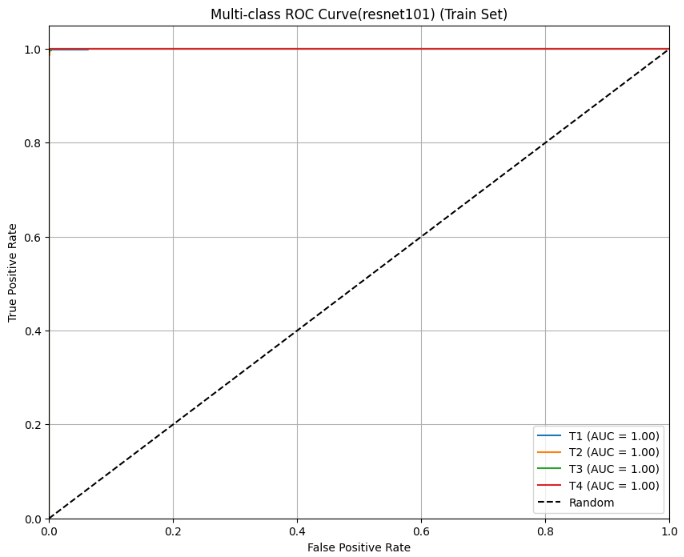 Multi-class ROC Curve(resnet101) (Train Set)
True Positive Rate
1.0
0.8
0.6
0.4
0.2
0.0
T1 (AUC = 1.00)
T2 (AUC = 1.00)
T3 (AUC = 1.00)
T4 (AUC = 1.00)
Random
0.0 0.2 0.4 0.6 0.8 1.0
False Positive Rate